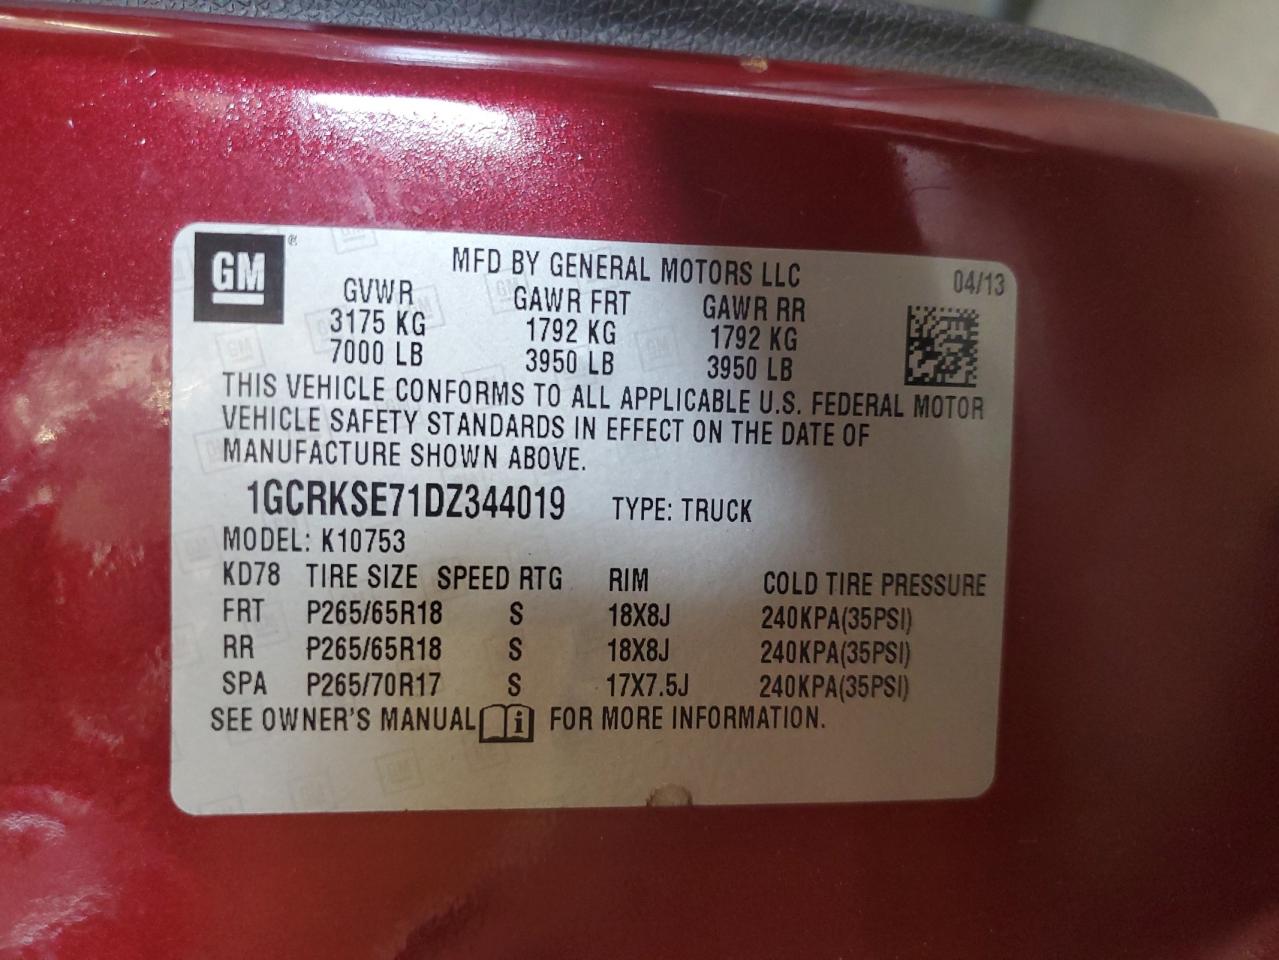 GM ®
MFD BY GENERAL MOTORS LLC 04/13
GVWR GAWR FRT GAWR RR
3175 KG 1792 KG 1792 KG
7000 LB 3950 LB 3950 LB
THIS VEHICLE CONFORMS TO ALL APPLICABLE U.S. FEDERAL MOTOR
VEHICLE SAFETY STANDARDS IN EFFECT ON THE DATE OF
MANUFACTURE SHOWN ABOVE.
1GCRKSE71DZ344019 TYPE: TRUCK
MODEL: K10753
KD78 TIRE SIZE SPEED RTG RIM COLD TIRE PRESSURE
FRT P265/65R18 S 18X8J 240KPA(35PSI)
RR P265/65R18 S 18X8J 240KPA(35PSI)
SPA P265/70R17 S 17X7.5J 240KPA(35PSI)
SEE OWNER'S MANUAL i FOR MORE INFORMATION.